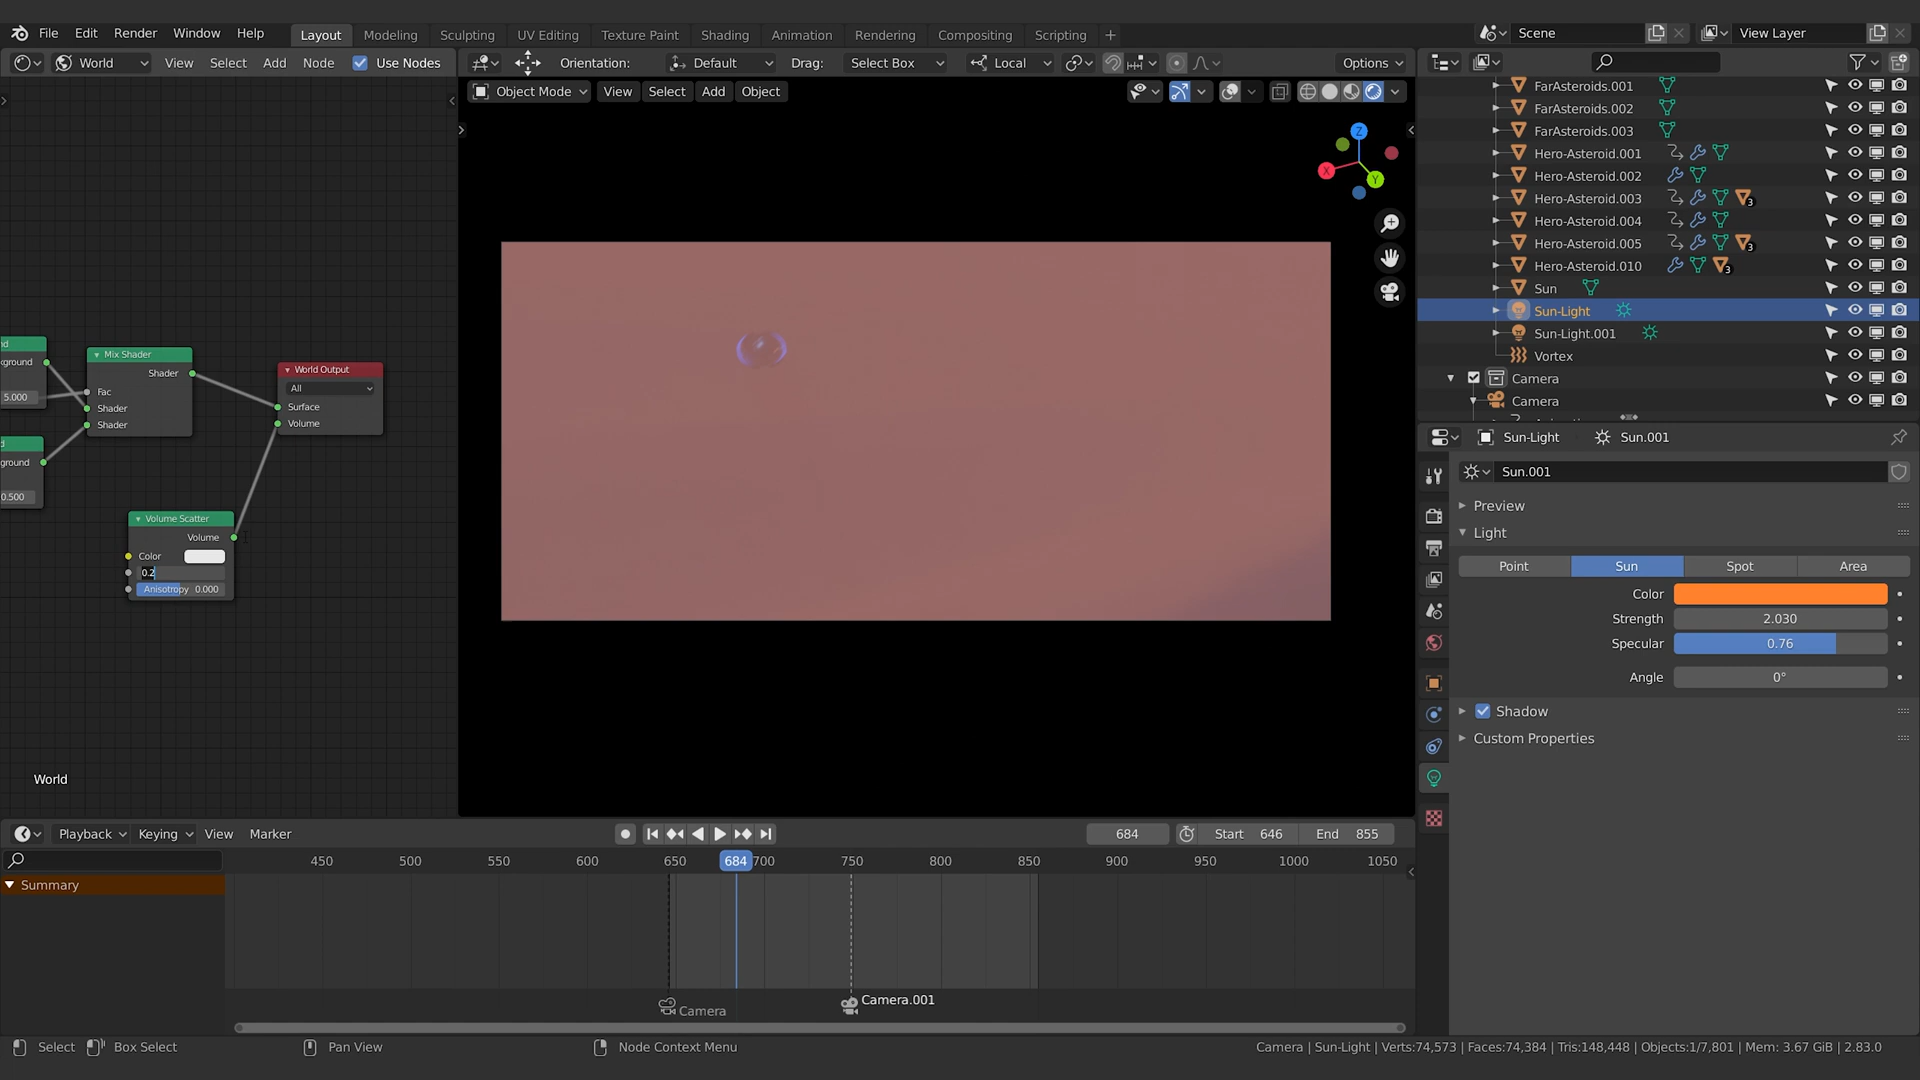 File Edit Render Window Help Layout Modeling Sculpting UV Editing Texture Paint Shading Animation Rendering Compositing Scripting + Scene View Layer
World View Select Add Node Use Nodes Orientation: Default Drag: Select Box Local Options
Object Mode View Select Add Object
Z
X
Y
FarAsteroids.001
FarAsteroids.002
FarAsteroids.003
Hero-Asteroid.001
Hero-Asteroid.002
Hero-Asteroid.003 3
Hero-Asteroid.004
Hero-Asteroid.005 3
Hero-Asteroid.010 3
Sun
Sun-Light
Sun-Light.001
Vortex
Camera
Camera
Mix Shader
Shader
Fac
Shader
Shader
5.000
0.500
World Output
All
Surface
Volume
Volume Scatter
Volume
Color
0.2
Anisotropy 0.000
World
Sun-Light Sun.001
Sun.001
Preview
Light
Point Sun Spot Area
Color
Strength 2.030
Specular 0.76
Angle 0°
Shadow
Custom Properties
Playback Keying View Marker 684 Start 646 End 855
450 500 550 600 650 684 700 750 800 850 900 950 1000 1050
Summary
Camera
Camera.001
Select Box Select Pan View Node Context Menu Camera | Sun-Light | Verts:74,573 | Faces:74,384 | Tris:148,448 | Objects:1/7,801 | Mem: 3.67 GiB | 2.83.0